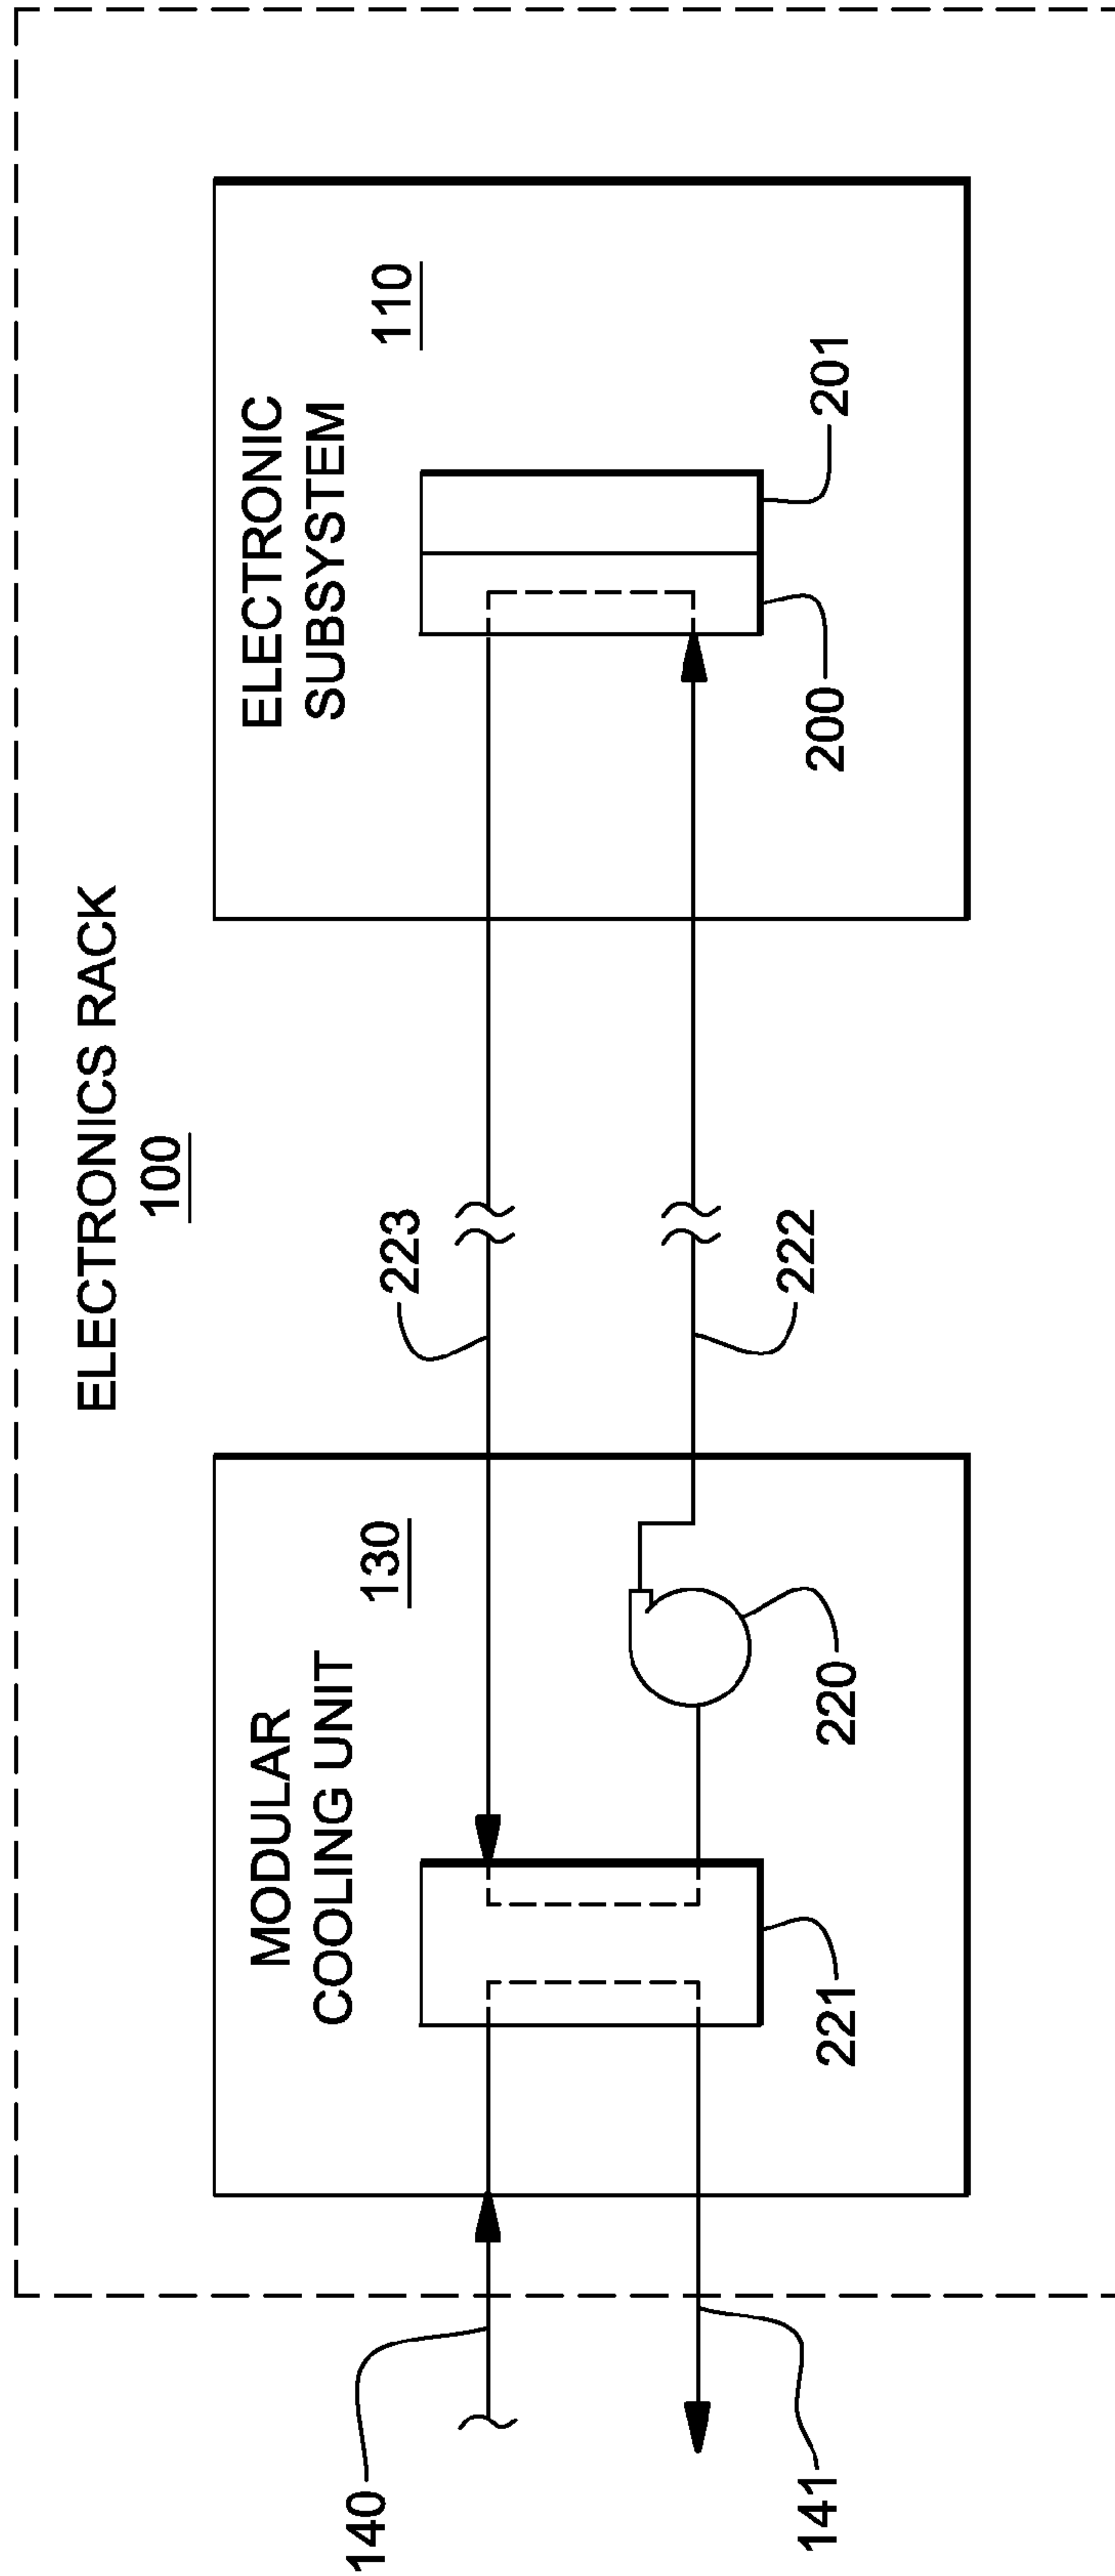 ELECTRONICS RACK
100
MODULAR
COOLING UNIT
130
ELECTRONIC
SUBSYSTEM
110
140
141
221
220
223
222
200
201